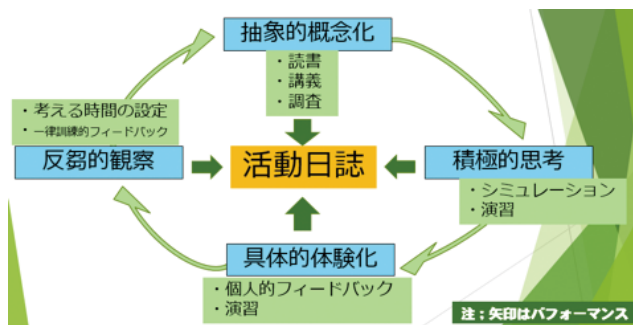 抽象的概念化
・読書
・講義
・調査
・考える時間の設定
・一律訓練的フィードバック
反芻的観察
活動日誌
積極的思考
・シミュレーション
・演習
具体的体験化
・個人的フィードバック
・演習
注：矢印はパフォーマンス